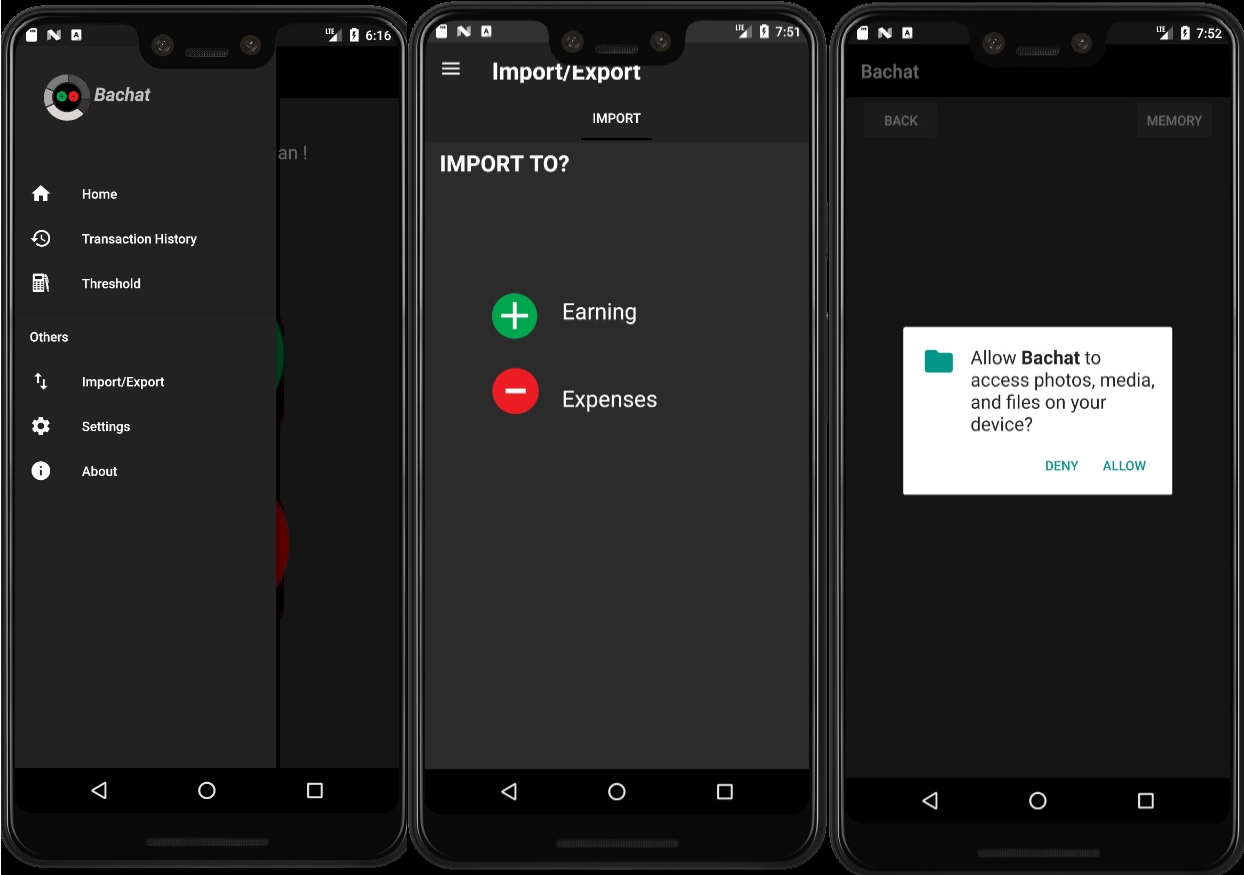 LTE 6:16
Bachat
an !
Home
Transaction History
Threshold
Others
Import/Export
Settings
About
LTE 7:51
Import/Export
IMPORT
IMPORT TO?
Earning
Expenses
LTE 7:52
Bachat
BACK MEMORY
Allow Bachat to
access photos, media,
and files on your
device?
DENY ALLOW